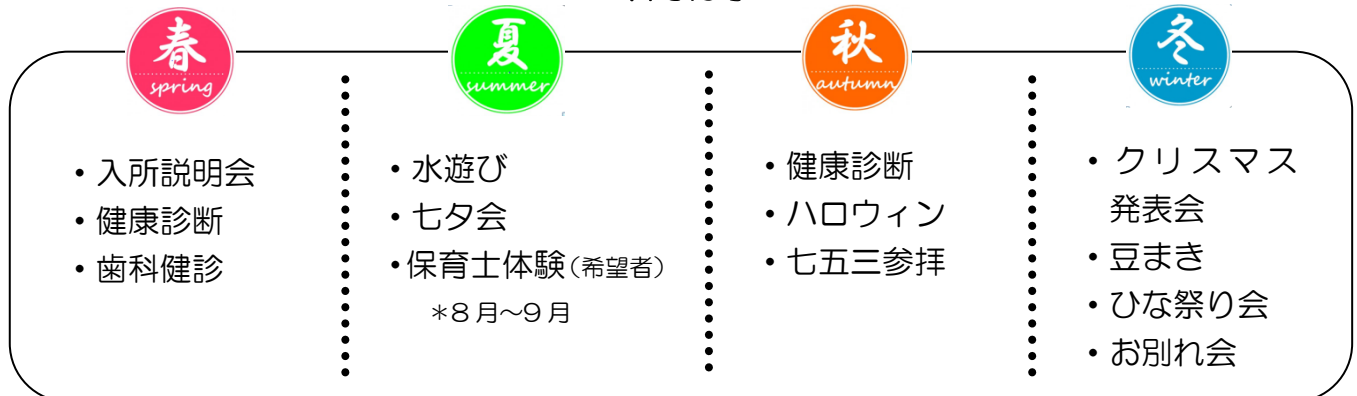 春
spring
・入所説明会
・健康診断
・歯科健診
夏
summer
・水遊び
・七夕会
・保育士体験(希望者)
*8月~9月
秋
autumn
・健康診断
・ハロウィン
・七五三参拝
冬
winter
・クリスマス
発表会
・豆まき
・ひな祭り会
・お別れ会